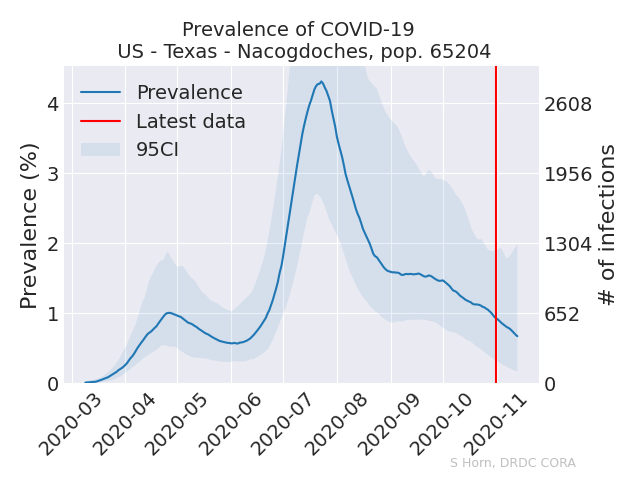 Prevalence of COVID-19
US - Texas - Nacogdoches, pop. 65204
Prevalence
Latest data
95CI
Prevalence (%)
4
3
2
1
0
2608
1956
1304
652
0
# of infections
2020-03
2020-04
2020-05
2020-06
2020-07
2020-08
2020-09
2020-10
2020-11
S Horn, DRDC CORA